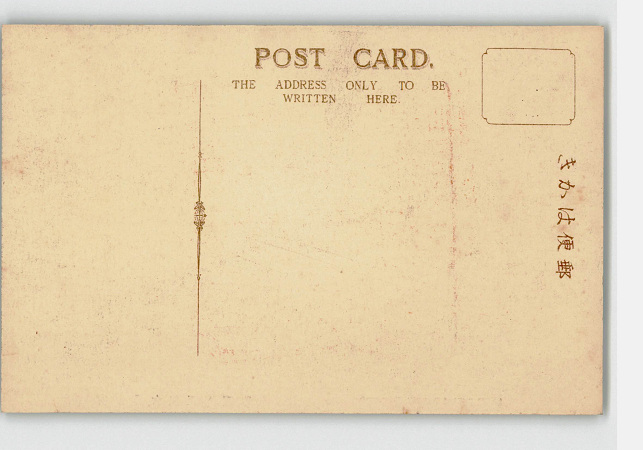 POST CARD.
THE ADDRESS ONLY TO BE
WRITTEN HERE.
きかは便郵